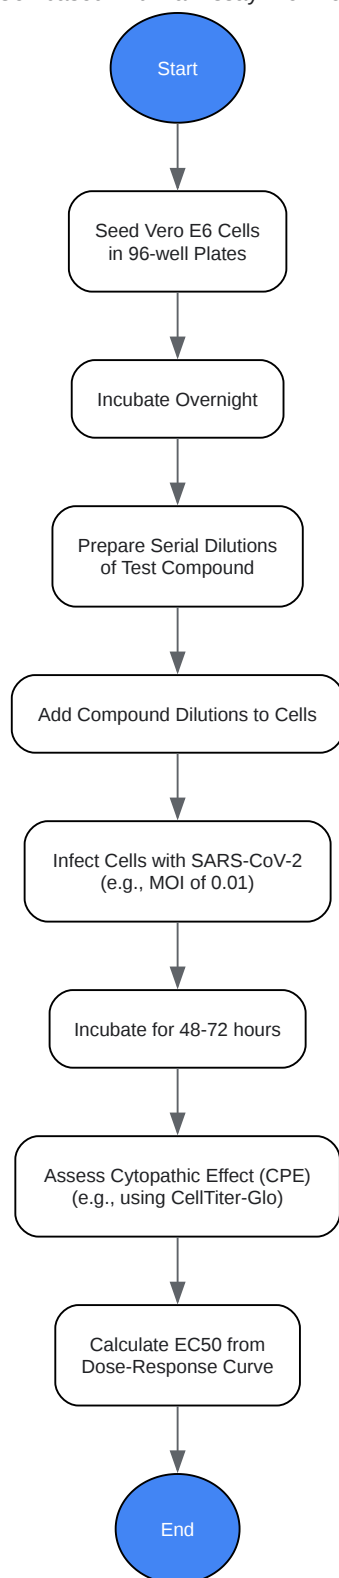 Start
Seed Vero E6 Cells
in 96-well Plates
Incubate Overnight
Prepare Serial Dilutions
of Test Compound
Add Compound Dilutions to Cells
Infect Cells with SARS-CoV-2
(e.g., MOI of 0.01)
Incubate for 48-72 hours
Assess Cytopathic Effect (CPE)
(e.g., using CellTiter-Glo)
Calculate EC50 from
Dose-Response Curve
End